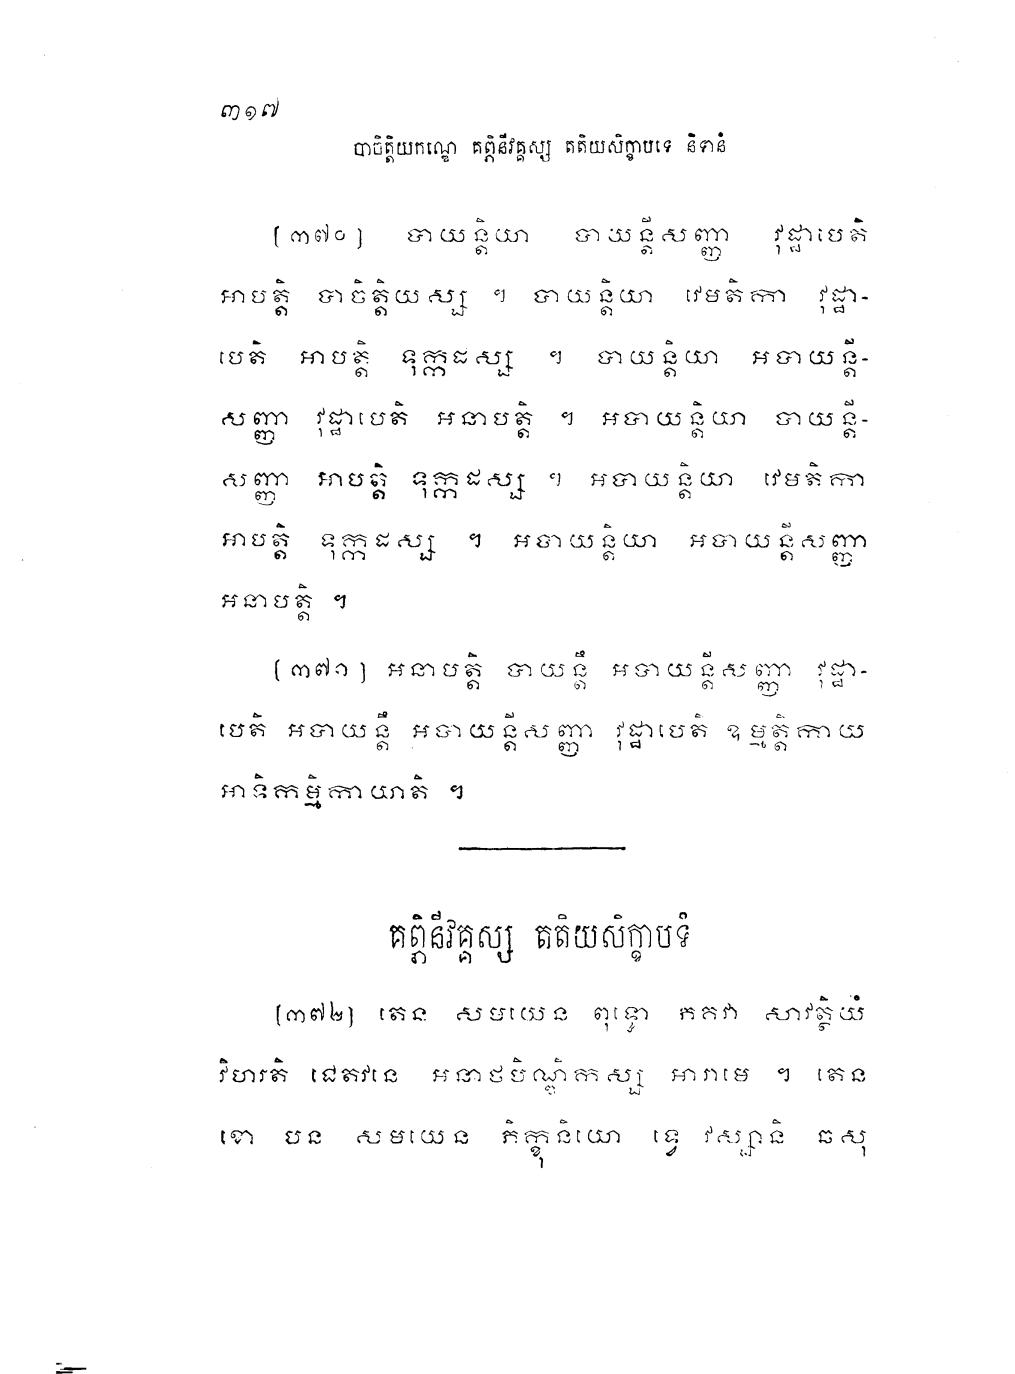 ៣១៧
បាចិត្តិយកណ្ឌេ គព្ភិនីវគ្គស្ស តតិយសិក្ខាបទេ និទានំ
[៣៧០] បាយន្តិយា បាយន្តីសញ្ញា វុដ្ឋាបេតិ
អាបត្តិ បាចិត្តិយស្ស ។ បាយន្តិយា វេមតិកា វុដ្ឋា-
បេតិ អាបត្តិ ទុក្កដស្ស ។ បាយន្តិយា អបាយន្តី-
សញ្ញា វុដ្ឋាបេតិ អនាបត្តិ ។ អបាយន្តិយា បាយន្តី-
សញ្ញា អាបត្តិ ទុក្កដស្ស ។ អបាយន្តិយា វេមតិកា
អាបត្តិ ទុក្កដស្ស ។ អបាយន្តិយា អបាយន្តីសញ្ញា
អនាបត្តិ ។
[៣៧១] អនាបត្តិ បាយន្តឹ អបាយន្តីសញ្ញា វុដ្ឋា-
បេតិ អបាយន្តឹ អបាយន្តីសញ្ញា វុដ្ឋាបេតិ ឧម្មត្តិកាយ
អាទិកម្មិកាយាតិ ។
គព្ភិនីវគ្គស្ស តតិយសិក្ខាបទំ
[៣៧២] តេន សមយេន ពុទ្ធោ ភគវា សាវត្ថិយំ
វិហរតិ ជេតវនេ អនាថបិណ្ឌិកស្ស អារាមេ ។ តេន
ខោ បន សមយេន ភិក្ខុនិយោ ទ្វេ វស្សានិ ឆសុ